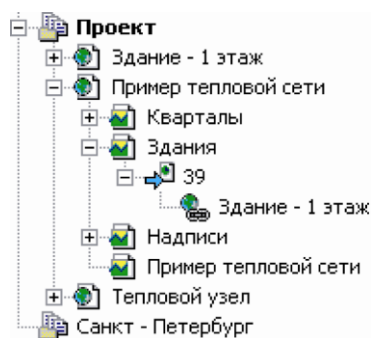 Проект
Здание - 1 этаж
Пример тепловой сети
Кварталы
Здания
39
Здание - 1 этаж
Надписи
Пример тепловой сети
Тепловой узел
Санкт - Петербург